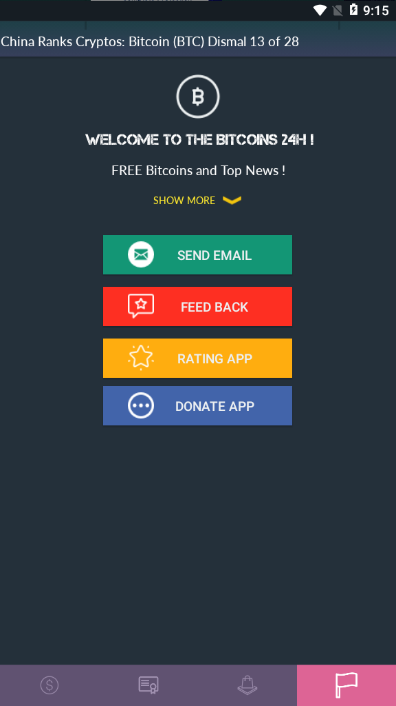 9:15
China Ranks Cryptos: Bitcoin (BTC) Dismal 13 of 28
WELCOME TO THE BITCOINS 24H !
FREE Bitcoins and Top News !
SHOW MORE
SEND EMAIL
FEED BACK
RATING APP
DONATE APP